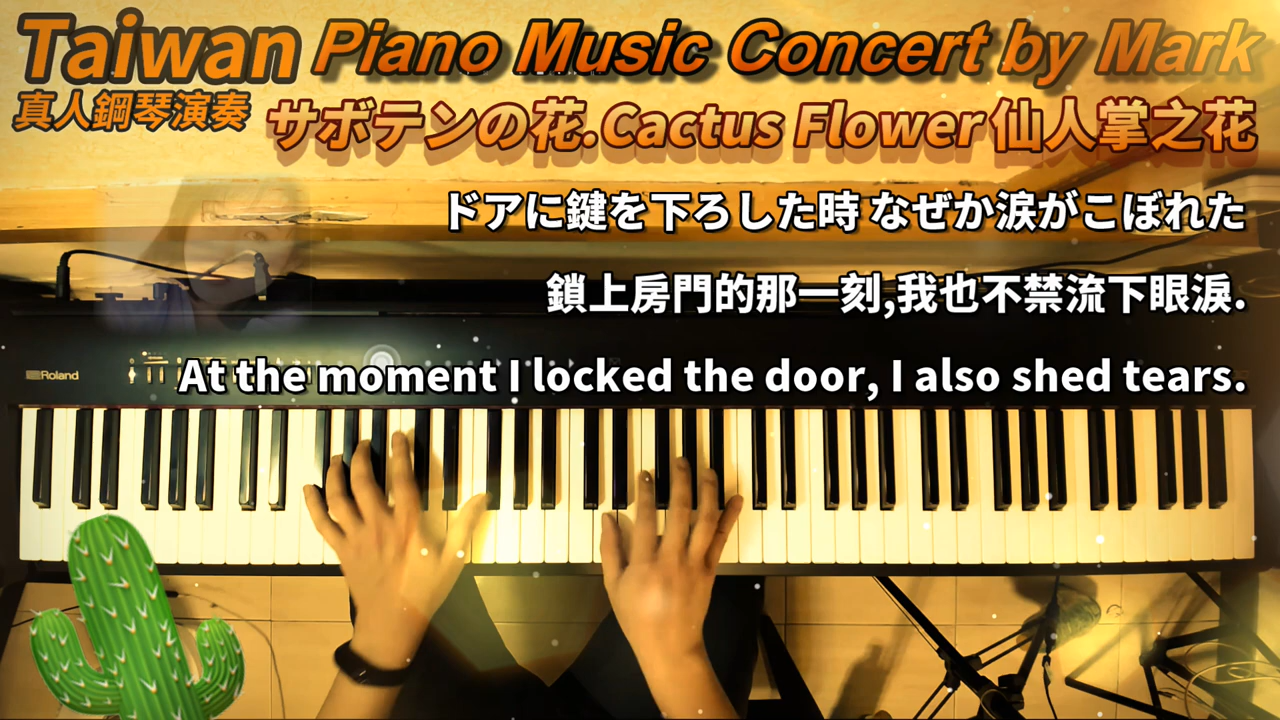 Taiwan Piano Music Concert by Mark
真人鋼琴演奏 サボテンの花.Cactus Flower 仙人掌之花
ドアに鍵を下ろした時 なぜか涙がこぼれた
鎖上房門的那一刻,我也不禁流下眼淚.
At the moment I locked the door, I also shed tears.
Roland